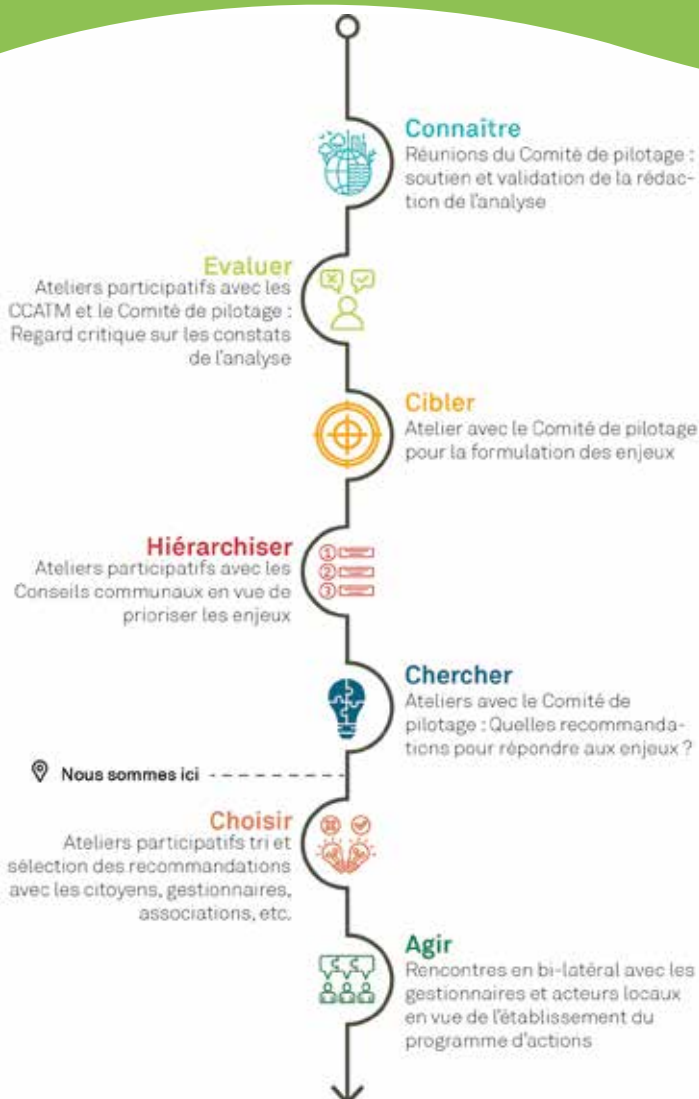 Connaître
Réunions du Comité de pilotage :
soutien et validation de la rédac-
tion de l'analyse
Evaluer
Ateliers participatifs avec les
CCATM et le Comité de pilotage :
Regard critique sur les constats
de l'analyse
Cibler
Atelier avec le Comité de pilotage
pour la formulation des enjeux
Hiérarchiser
Ateliers participatifs avec les
Conseils communaux en vue de
prioriser les enjeux
1
2
3
Chercher
Ateliers avec le Comité de
pilotage : Quelles recommanda-
tions pour répondre aux enjeux ?
Nous sommes ici
Choisir
Ateliers participatifs tri et
sélection des recommandations
avec les citoyens, gestionnaires,
associations, etc.
Agir
Rencontres en bi-latéral avec les
gestionnaires et acteurs locaux
en vue de l'établissement du
programme d'actions